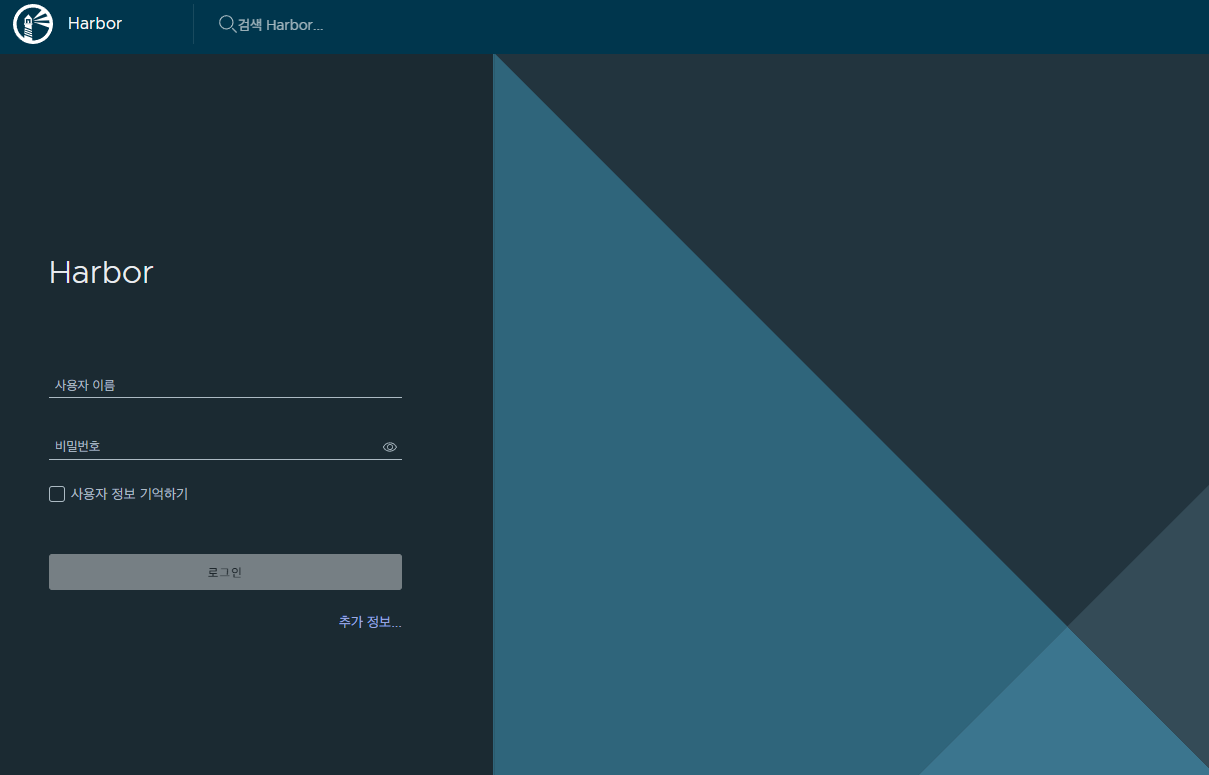 Harbor
검색 Harbor...
Harbor
사용자 이름
비밀번호
사용자 정보 기억하기
로그인
추가 정보...